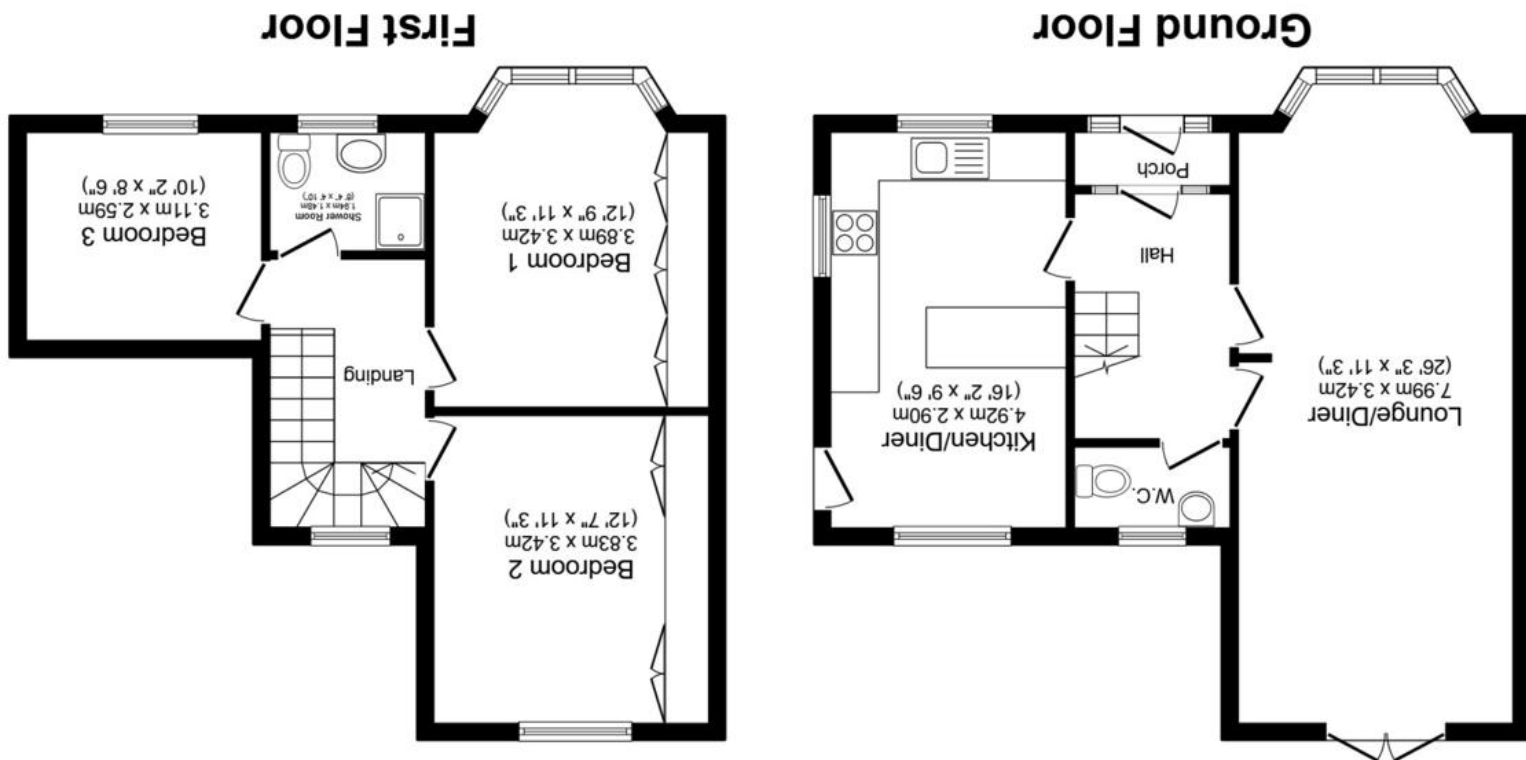 Lounge/Diner
7.99m x 3.42m
(26' 3" x 11' 3")
W.C.
Kitchen/Diner
4.92m x 2.90m
(16' 2" x 9' 6")
Hall
Porch
Ground Floor
Bedroom 2
3.83m x 3.42m
(12' 7" x 11' 3")
Landing
Bedroom 1
3.89m x 3.42m
(12' 9" x 11' 3")
Shower Room
1.94m x 1.48m
(6' 4" x 4' 10")
Bedroom 3
3.11m x 2.59m
(10' 2" x 8' 6")
First Floor